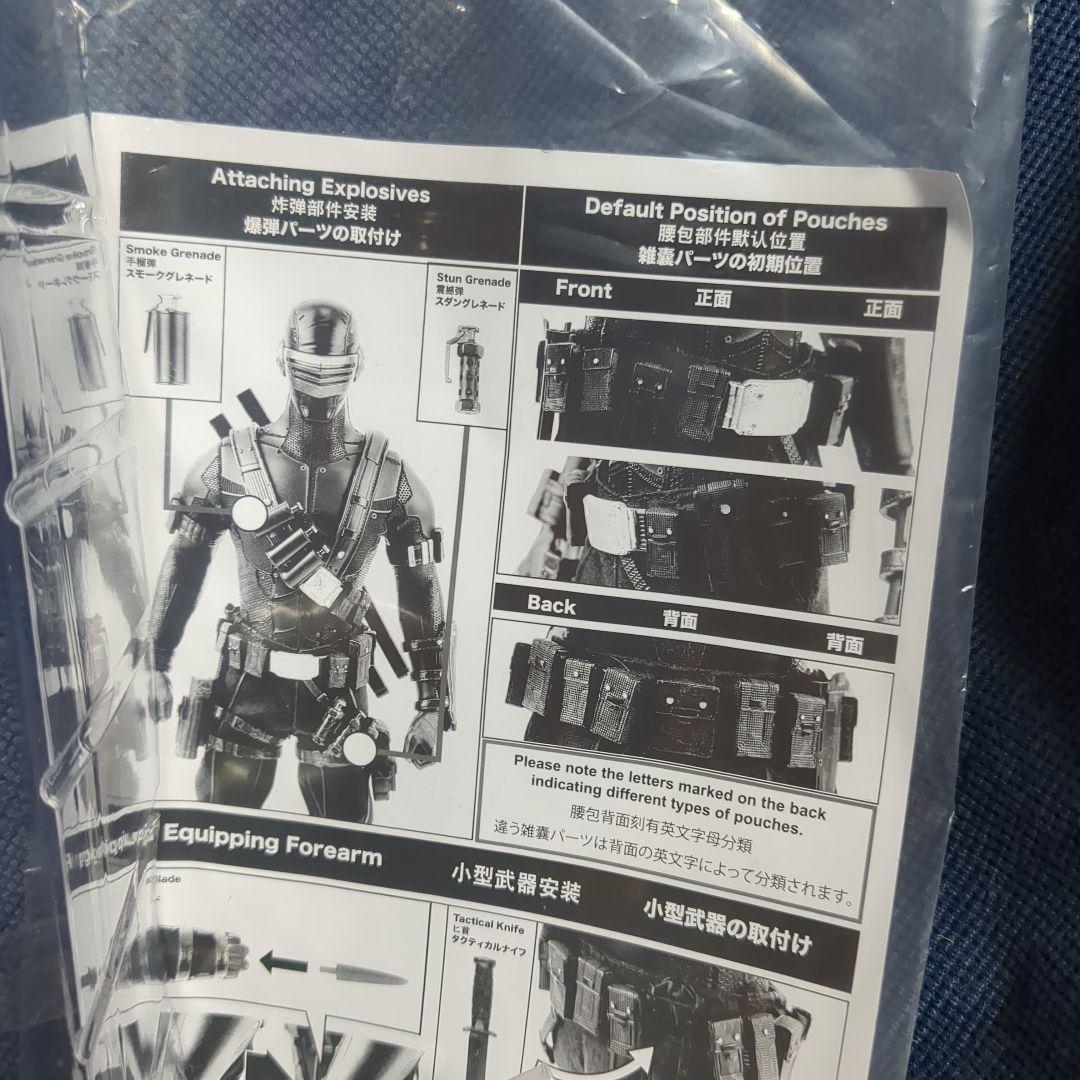 Attaching Explosives
炸弹部件安装
爆弾パーツの取付け
Smoke Grenade
手榴弾
スモークグレネード
Stun Grenade
震撼弾
スタングレネード
Default Position of Pouches
腰包部件默认位置
雑嚢パーツの初期位置
Front 正面 正面
Back 背面 背面
Please note the letters marked on the back
indicating different types of pouches.
腰包背面刻有英文字母分類
違う雑嚢パーツは背面の英文字によって分類されます。
Equipping Forearm 小型武器安装 小型武器の取付け
Tactical Knife
匕首
タクティカルナイフ